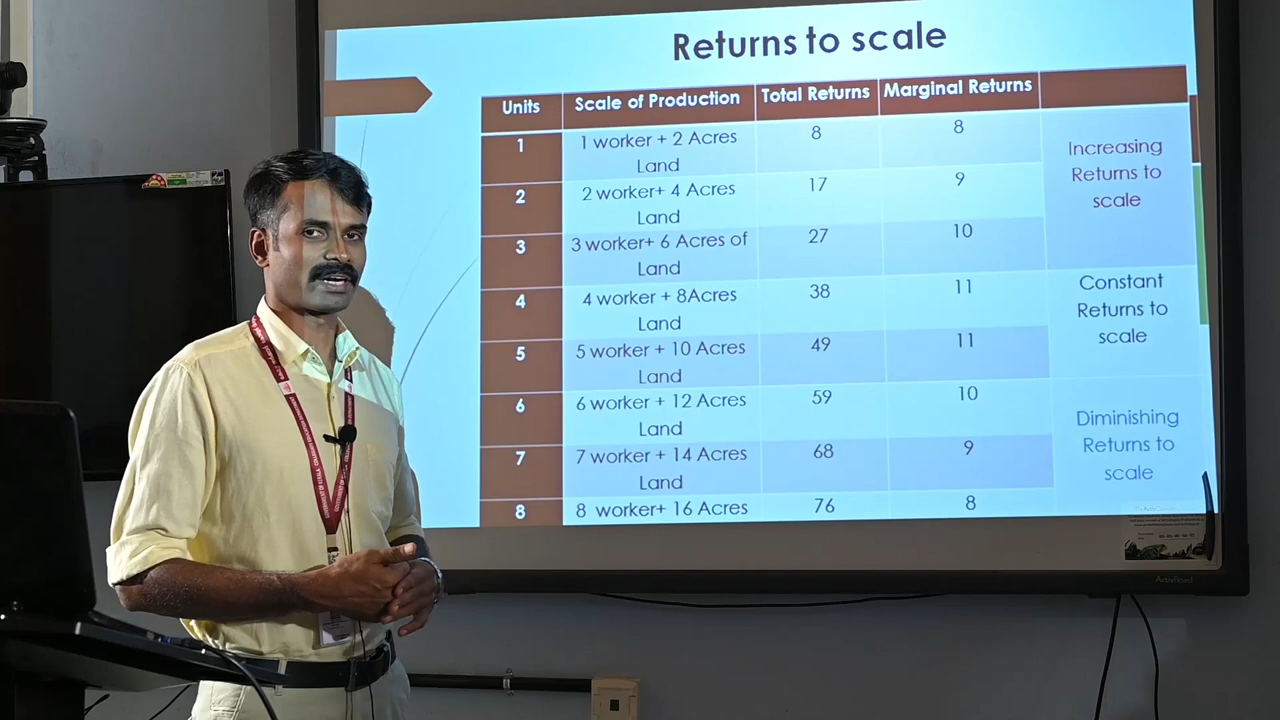 Returns to scale
Units Scale of Production Total Returns Marginal Returns
1 1 worker + 2 Acres Land 8 8
2 2 worker+ 4 Acres Land 17 9
3 3 worker+ 6 Acres of Land 27 10
Increasing
Returns to
scale
4 4 worker + 8Acres Land 38 11
5 5 worker + 10 Acres Land 49 11
Constant
Returns to
scale
6 6 worker + 12 Acres Land 59 10
7 7 worker + 14 Acres Land 68 9
8 8 worker+ 16 Acres 76 8
Diminishing
Returns to
scale
ActivBoard
GOVERNMENT OF KERALA